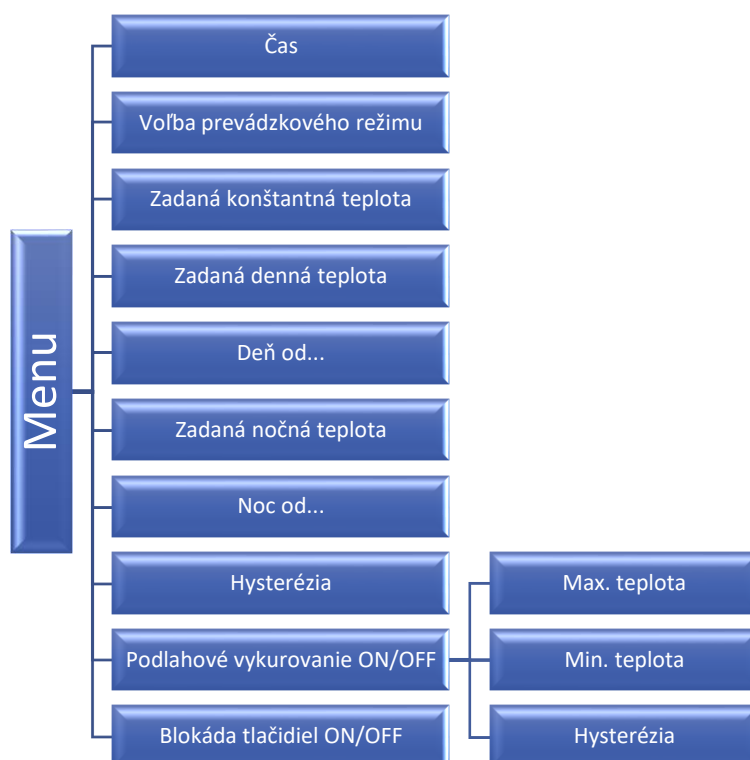 Menu
Čas
Voľba prevádzkového režimu
Zadaná konštantná teplota
Zadaná denná teplota
Deň od...
Zadaná nočná teplota
Noc od...
Hysterézia
Podlahové vykurovanie ON/OFF
Max. teplota
Min. teplota
Hysterézia
Blokáda tlačidiel ON/OFF